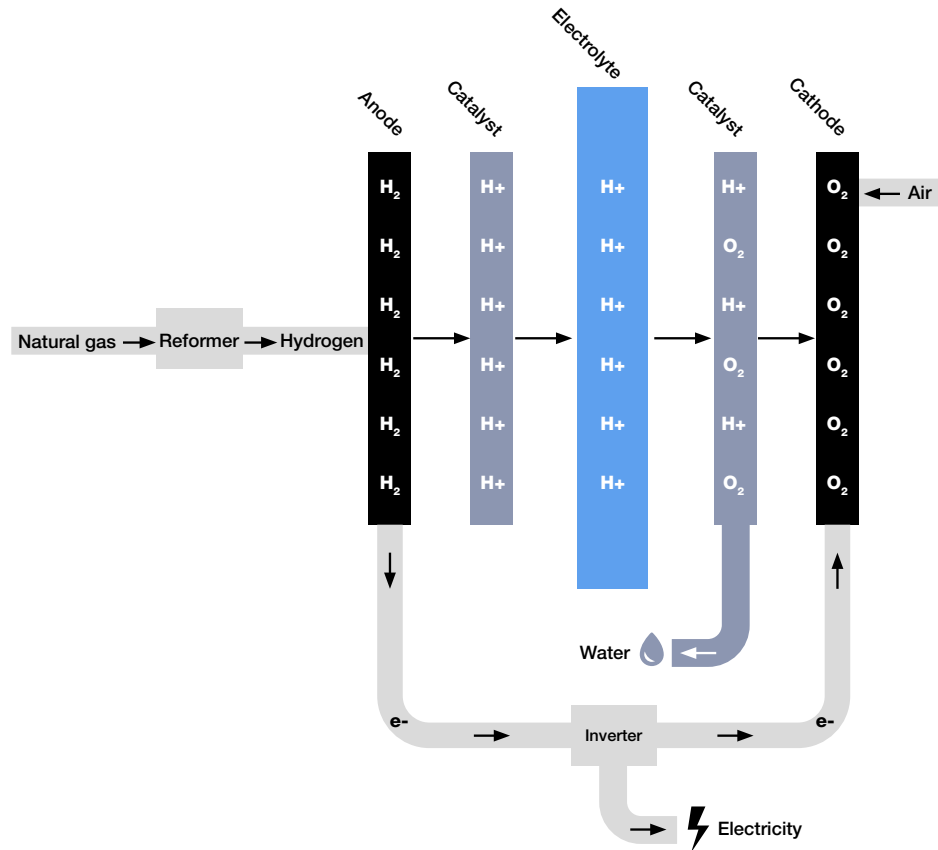 Anode
Catalyst
Electrolyte
Catalyst
Cathode
H₂ H+ H+ H+ O₂
Air
H₂ H+ H+ O₂ O₂
H₂ H+ H+ H+ O₂
Natural gas Reformer Hydrogen
H₂ H+ H+ O₂ O₂
H₂ H+ H+ H+ O₂
H₂ H+ H+ O₂ O₂
Water
e-
Inverter
e-
Electricity